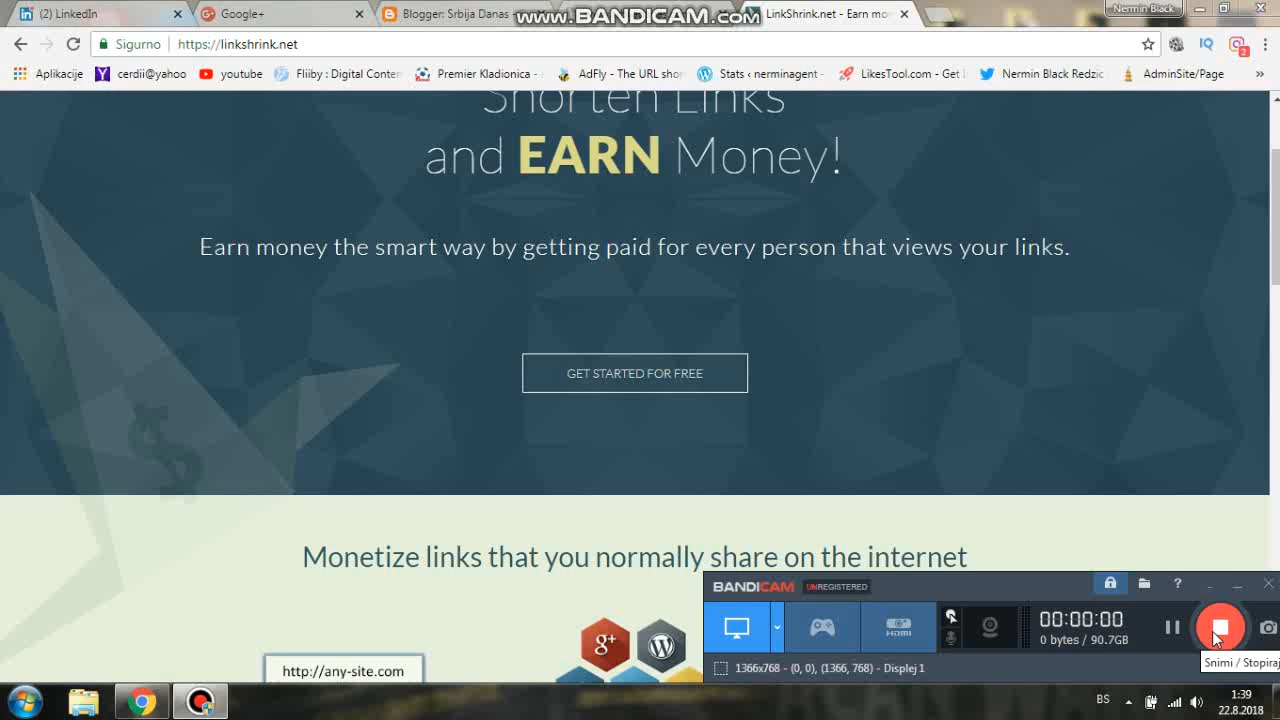 (2) LinkedIn
Google+
Blogger: Srbija Danas -
www.BANDICAM.com
LinkShrink.net - Earn mo
Nermin Black
Sigurno
https://linkshrink.net
2
Aplikacije
cerdii@yahoo
youtube
Fliiby : Digital Conten
Premier Kladionica -
AdFly - The URL shor
Stats ‹ nerminagent -
LikesTool.com - Get
Nermin Black Redzic
AdminSite/Page
»
Shorten Links
and EARN Money!
Earn money the smart way by getting paid for every person that views your links.
GET STARTED FOR FREE
$
Monetize links that you normally share on the internet
g+
http://any-site.com
BANDICAM
UNREGISTERED
?
HDMI
00:00:00
0 bytes / 90.7GB
1366x768 - (0, 0), (1366, 768) - Displej 1
Snimi / Stopiraj
BS
1:39
22.8.2018